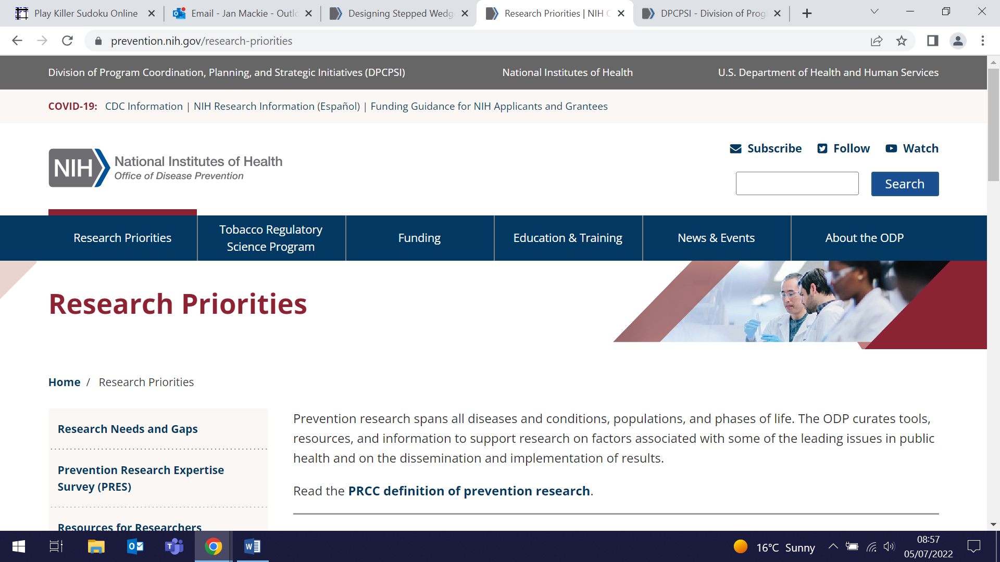 Play Killer Sudoku Online
Email - Jan Mackie - Outlo
Designing Stepped Wedg
Research Priorities | NIH O
DPCPSI - Division of Prog
prevention.nih.gov/research-priorities
Division of Program Coordination, Planning, and Strategic Initiatives (DPCPSI)
National Institutes of Health
U.S. Department of Health and Human Services
COVID-19: CDC Information | NIH Research Information (Español) | Funding Guidance for NIH Applicants and Grantees
Subscribe
Follow
Watch
NIH
National Institutes of Health
Office of Disease Prevention
Search
Research Priorities
Tobacco Regulatory
Science Program
Funding
Education & Training
News & Events
About the ODP
Research Priorities
Home / Research Priorities
Research Needs and Gaps
Prevention Research Expertise
Survey (PRES)
Resources for Researchers
Prevention research spans all diseases and conditions, populations, and phases of life. The ODP curates tools,
resources, and information to support research on factors associated with some of the leading issues in public
health and on the dissemination and implementation of results.
Read the PRCC definition of prevention research.
16°C Sunny
08:57
05/07/2022